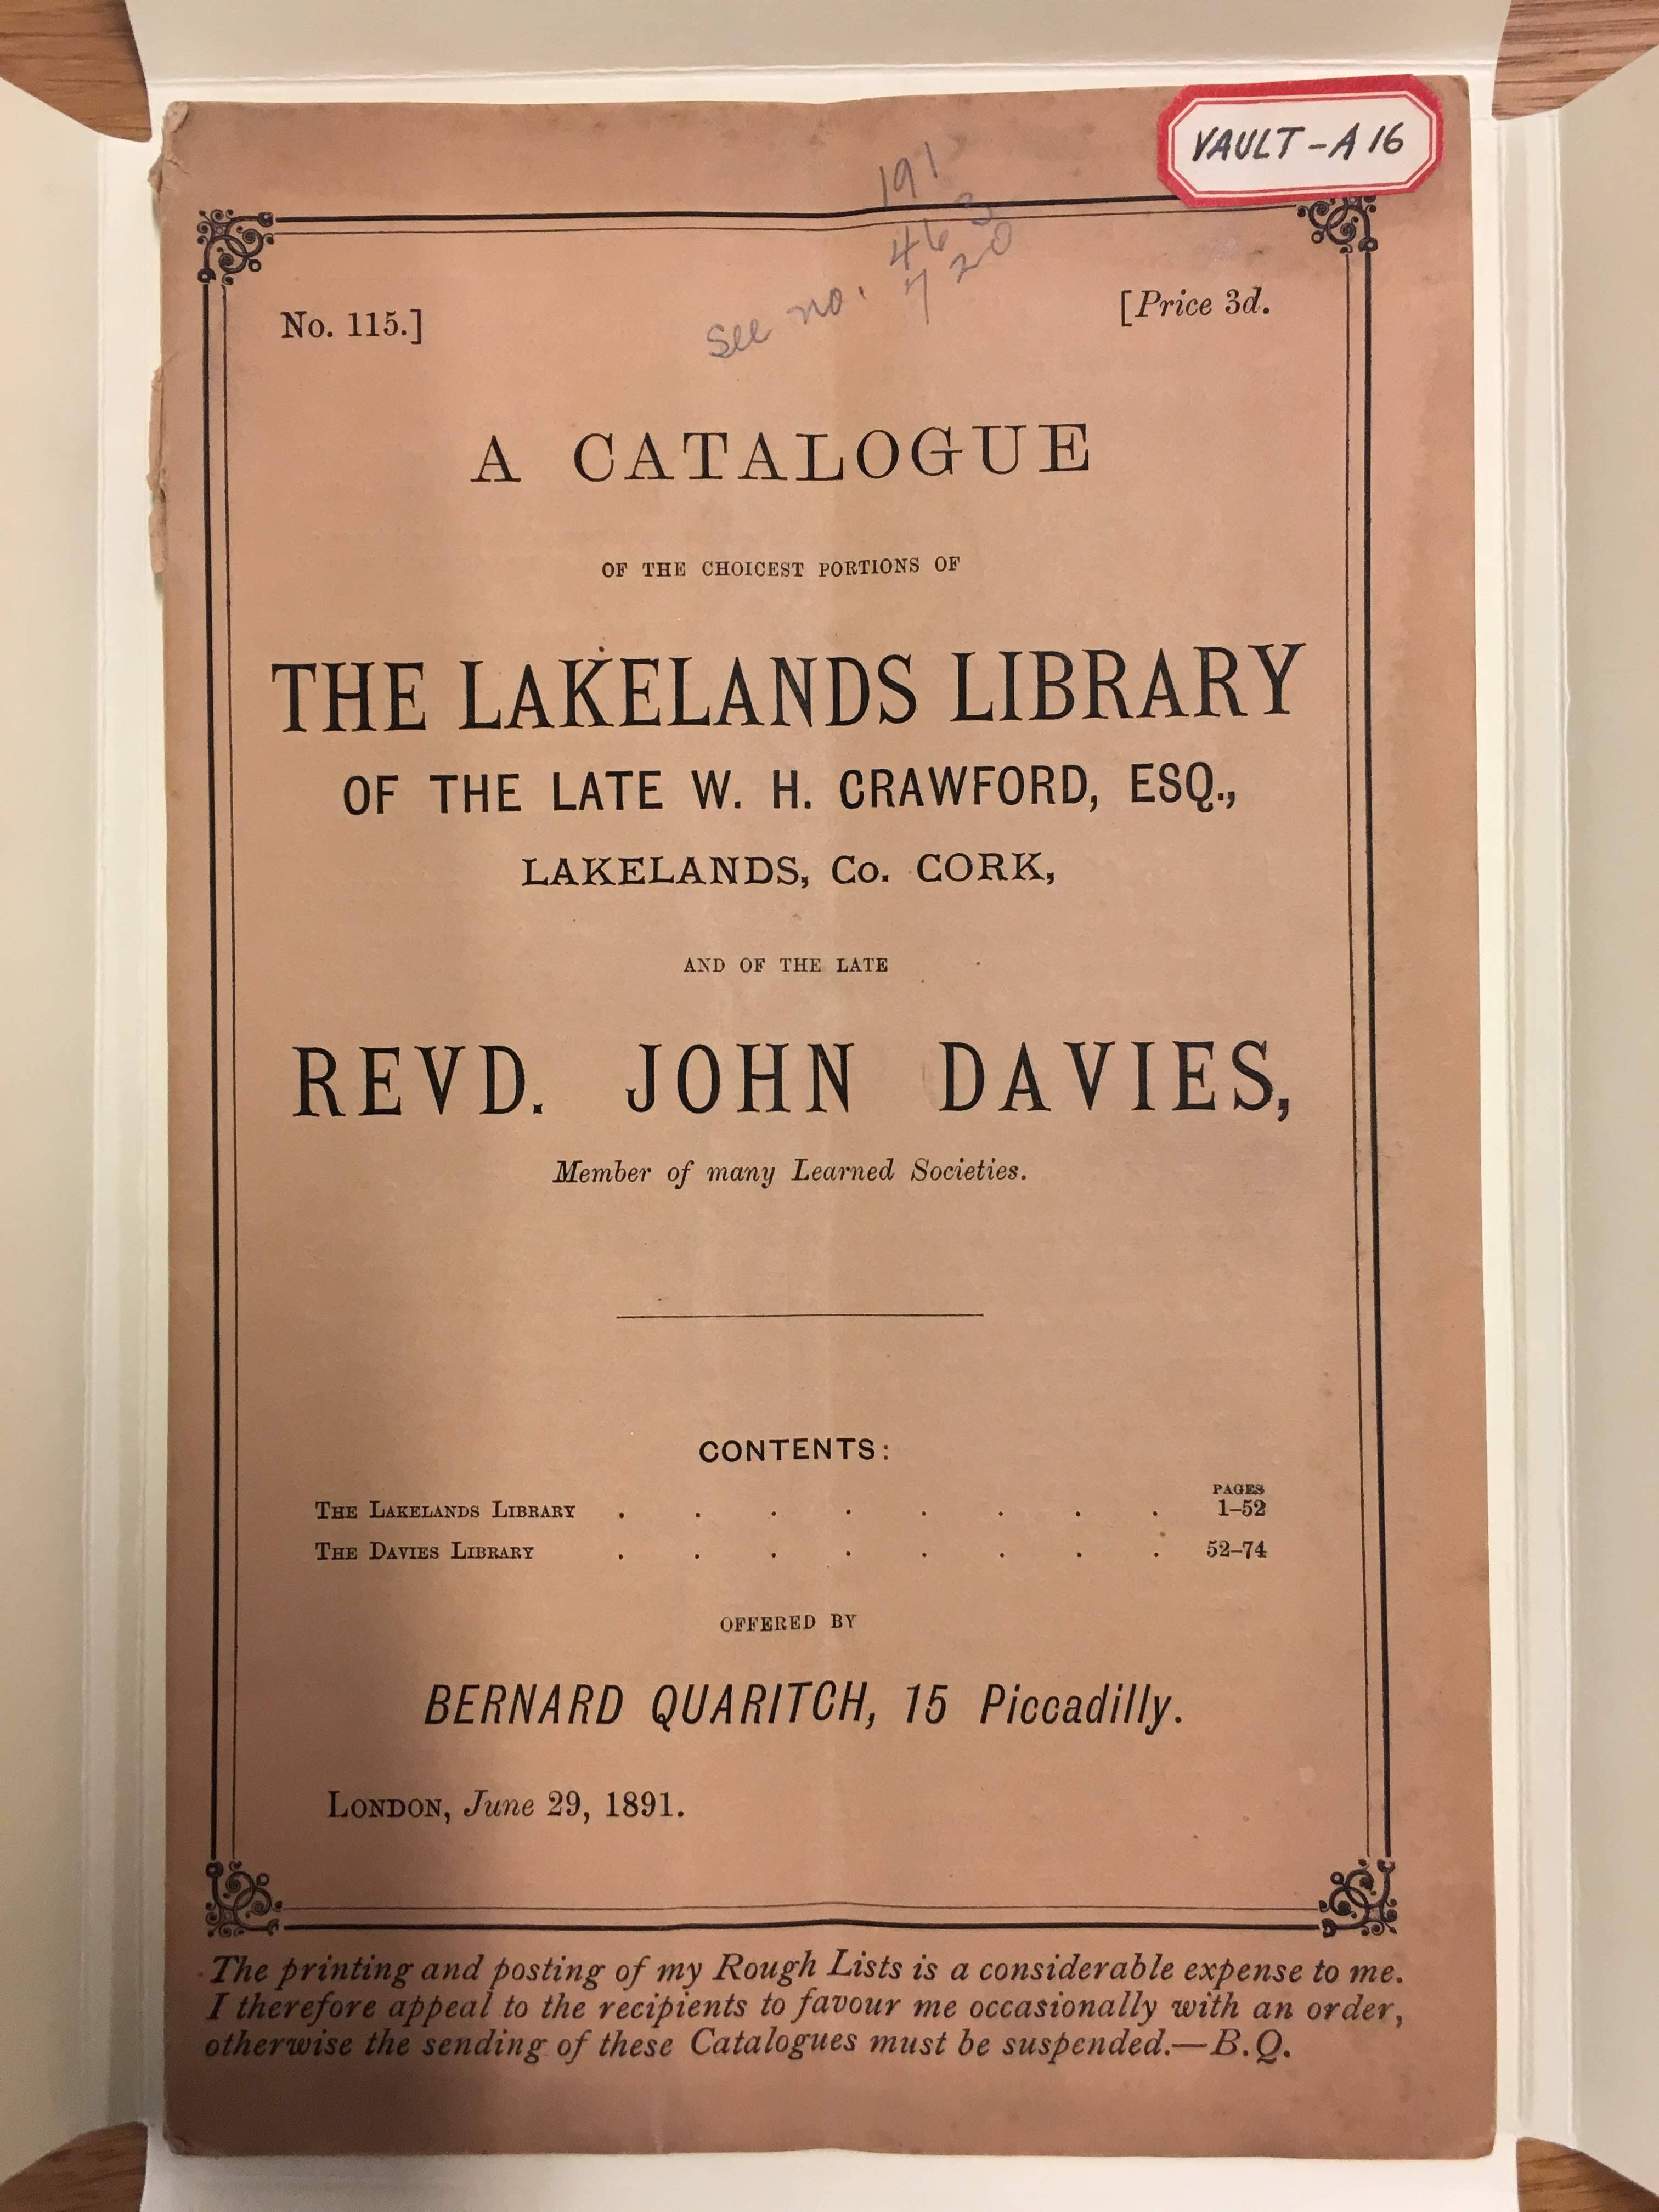 VAULT-A 16
191
463
See no. 720
No. 115.]
[Price 3d.
A CATALOGUE
OF THE CHOICEST PORTIONS OF
THE LAKELANDS LIBRARY
OF THE LATE W. H. CRAWFORD, ESQ.,
LAKELANDS, Co. CORK,
AND OF THE LATE
REVD. JOHN DAVIES,
Member of many Learned Societies.
CONTENTS:
PAGES
THE LAKELANDS LIBRARY . . . . . . . . 1–52
THE DAVIES LIBRARY . . . . . . . . 52–74
OFFERED BY
BERNARD QUARITCH, 15 Piccadilly.
LONDON, June 29, 1891.
The printing and posting of my Rough Lists is a considerable expense to me.
I therefore appeal to the recipients to favour me occasionally with an order,
otherwise the sending of these Catalogues must be suspended.—B.Q.